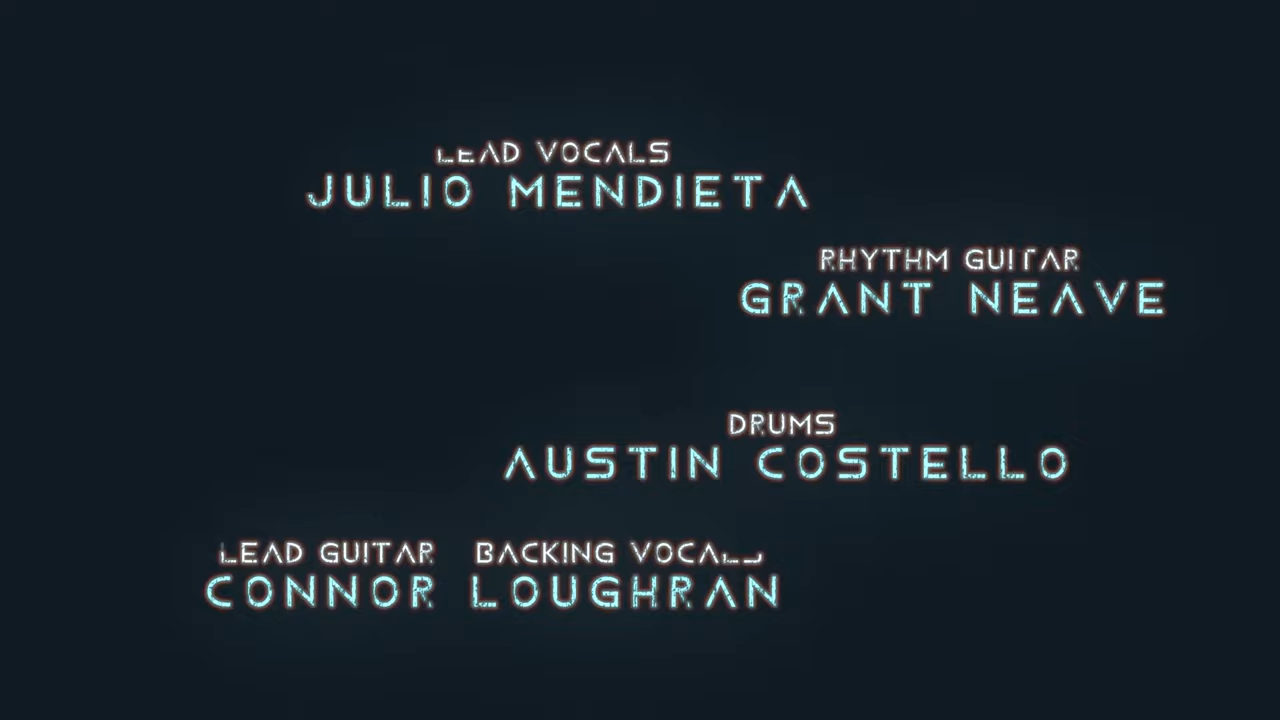 LEAD VOCALS
JULIO MENDIETA
RHYTHM GUITAR
GRANT NEAVE
DRUMS
AUSTIN COSTELLO
LEAD GUITAR BACKING VOCALS
CONNOR LOUGHRAN